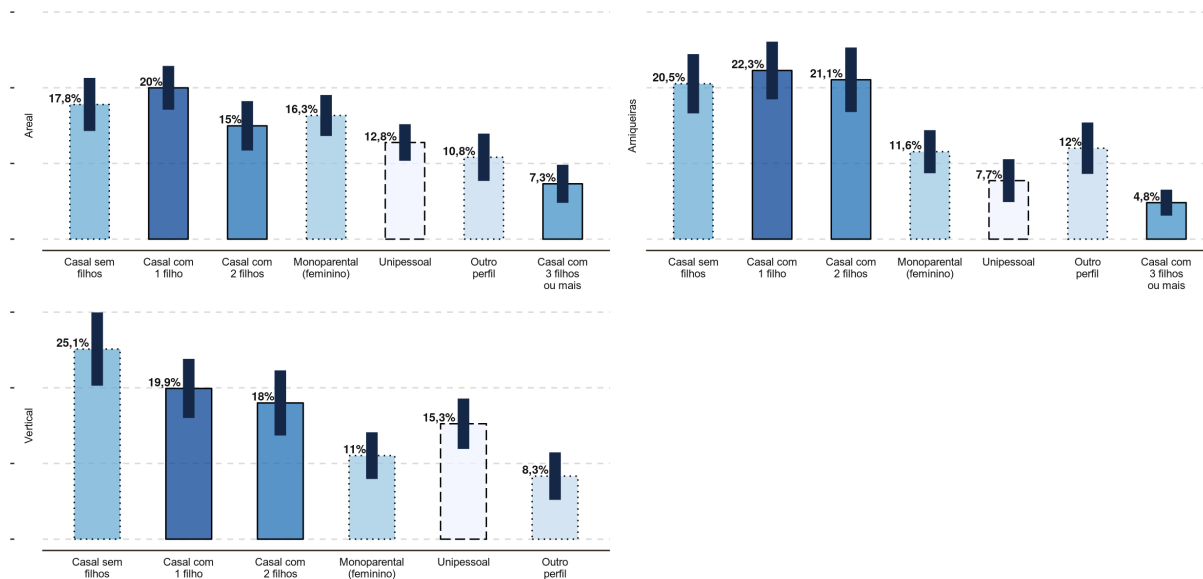 Areal
17,8%
20%
15%
16,3%
12,8%
10,8%
7,3%
Casal sem
filhos
Casal com
1 filho
Casal com
2 filhos
Monoparental
(feminino)
Unipessoal
Outro
perfil
Casal com
3 filhos
ou mais
Arniqueiras
20,5%
22,3%
21,1%
11,6%
7,7%
12%
4,8%
Casal sem
filhos
Casal com
1 filho
Casal com
2 filhos
Monoparental
(feminino)
Unipessoal
Outro
perfil
Casal com
3 filhos
ou mais
Vertical
25,1%
19,9%
18%
11%
15,3%
8,3%
Casal sem
filhos
Casal com
1 filho
Casal com
2 filhos
Monoparental
(feminino)
Unipessoal
Outro
perfil